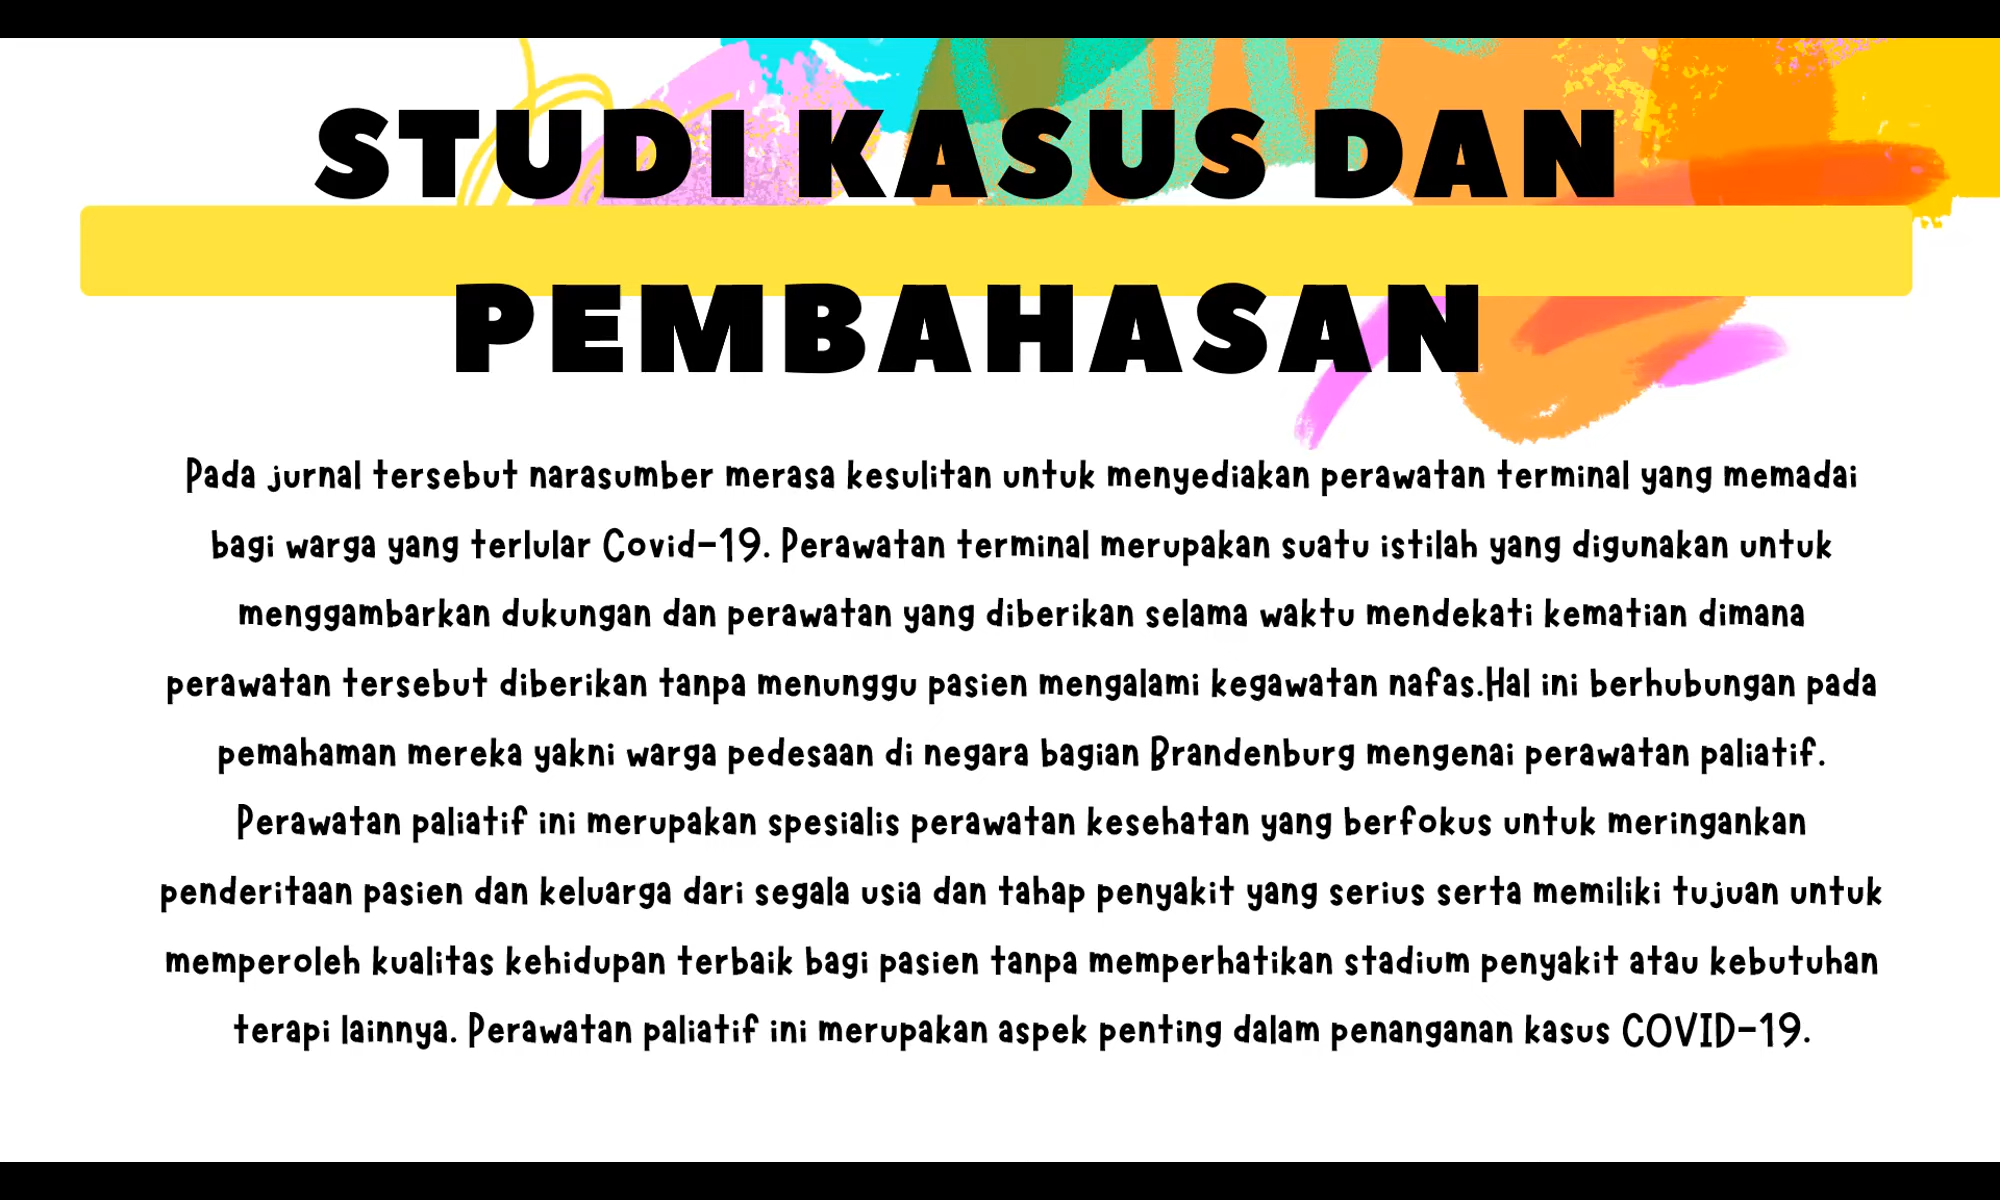 STUDI KASUS DAN
PEMBAHASAN
Pada jurnal tersebut narasumber merasa kesulitan untuk menyediakan perawatan terminal yang memadai
bagi warga yang terlular Covid-19. Perawatan terminal merupakan suatu istilah yang digunakan untuk
menggambarkan dukungan dan perawatan yang diberikan selama waktu mendekati kematian dimana
perawatan tersebut diberikan tanpa menunggu pasien mengalami kegawatan nafas.Hal ini berhubungan pada
pemahaman mereka yakni warga pedesaan di negara bagian Brandenburg mengenai perawatan paliatif.
Perawatan paliatif ini merupakan spesialis perawatan kesehatan yang berfokus untuk meringankan
penderitaan pasien dan keluarga dari segala usia dan tahap penyakit yang serius serta memiliki tujuan untuk
memperoleh kualitas kehidupan terbaik bagi pasien tanpa memperhatikan stadium penyakit atau kebutuhan
terapi lainnya. Perawatan paliatif ini merupakan aspek penting dalam penanganan kasus COVID-19.